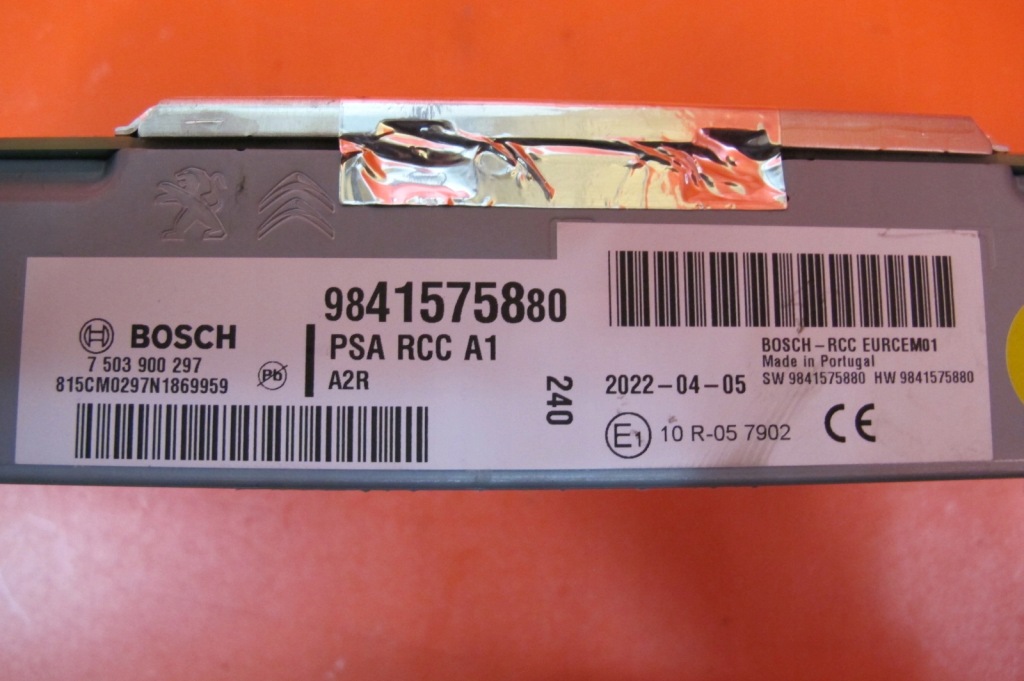 BOSCH
7 503 900 297
815CM0297N1869959
Pb
9841575880
PSA RCC A1
A2R
240
BOSCH-RCC EURCEM01
Made in Portugal
SW 9841575880 HW 9841575880
2022-04-05
E1 10 R-05 7902
CE